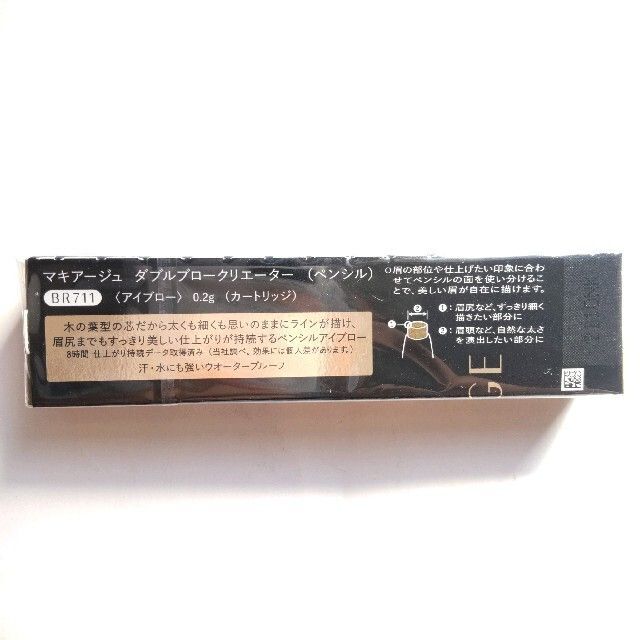 マキアージュ ダブルブロークリエーター (ペンシル)
BR711 〈アイブロー〉 0.2g (カートリッジ)
木の葉型の芯だから太くも細くも思いのままにラインが描け、
眉尻までもすっきり美しい仕上がりが持続するペンシルアイブロー
8時間 仕上がり持続データ取得済み(当社調べ。効果には個人差があります。)
汗・水にも強いウオータープルーフ
○眉の部位や仕上げたい印象に合わ
せてペンシルの面を使い分けるこ
とで、美しい眉が自在に描けます。
❶:眉尻など、すっきり細く
描きたい部分に
❷:眉頭など、自然な太さ
を演出したい部分に
❷
❶
GE